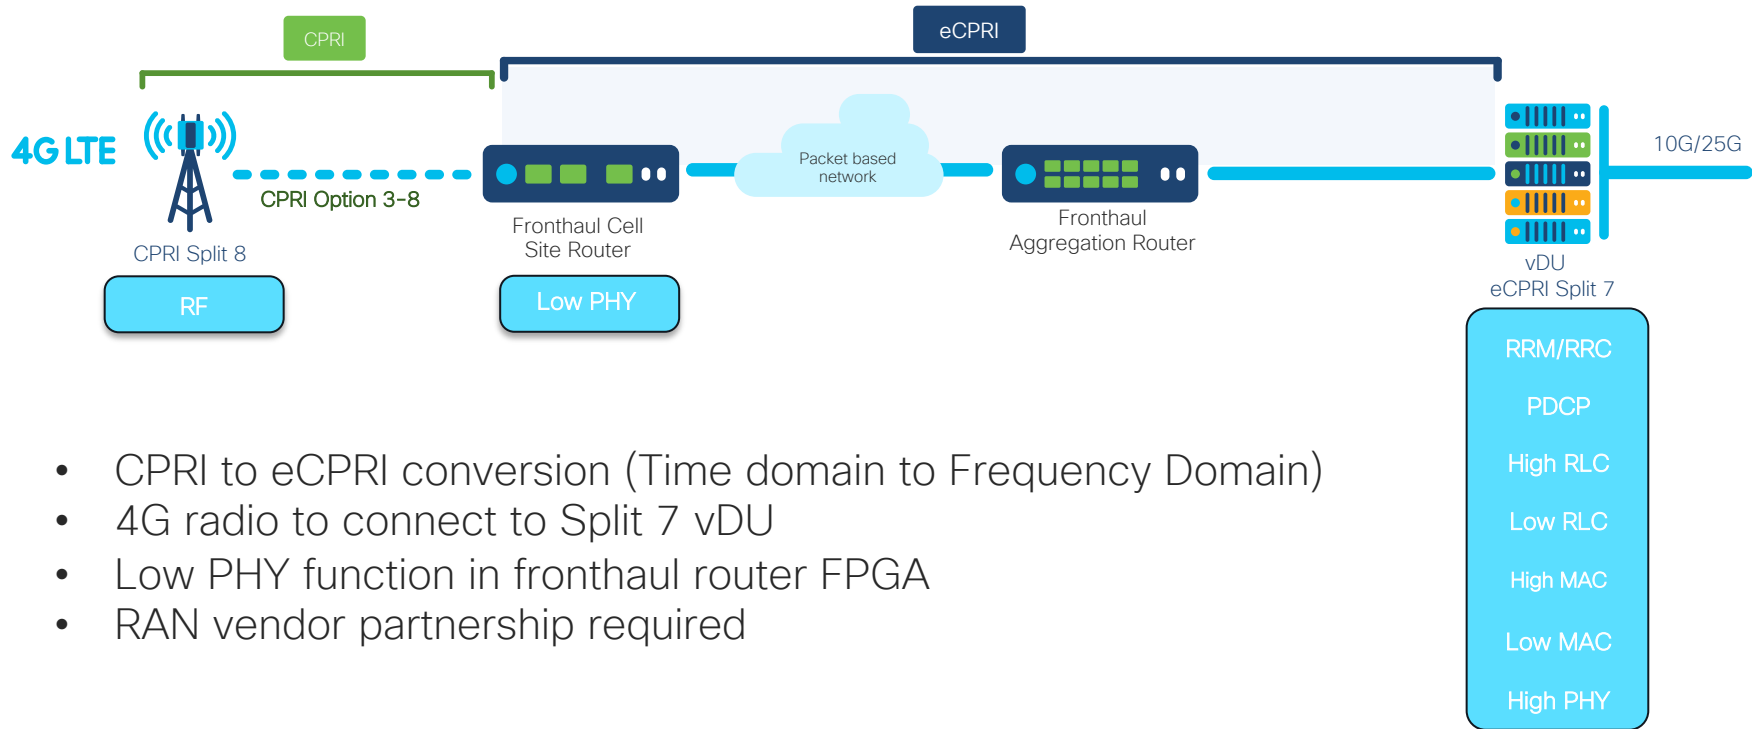 CPRI
eCPRI
4G LTE
CPRI Option 3-8
CPRI Split 8
RF
Fronthaul Cell
Site Router
Low PHY
Packet based
network
Fronthaul
Aggregation Router
10G/25G
vDU
eCPRI Split 7
RRM/RRC
PDCP
High RLC
Low RLC
High MAC
Low MAC
High PHY
• CPRI to eCPRI conversion (Time domain to Frequency Domain)
• 4G radio to connect to Split 7 vDU
• Low PHY function in fronthaul router FPGA
• RAN vendor partnership required